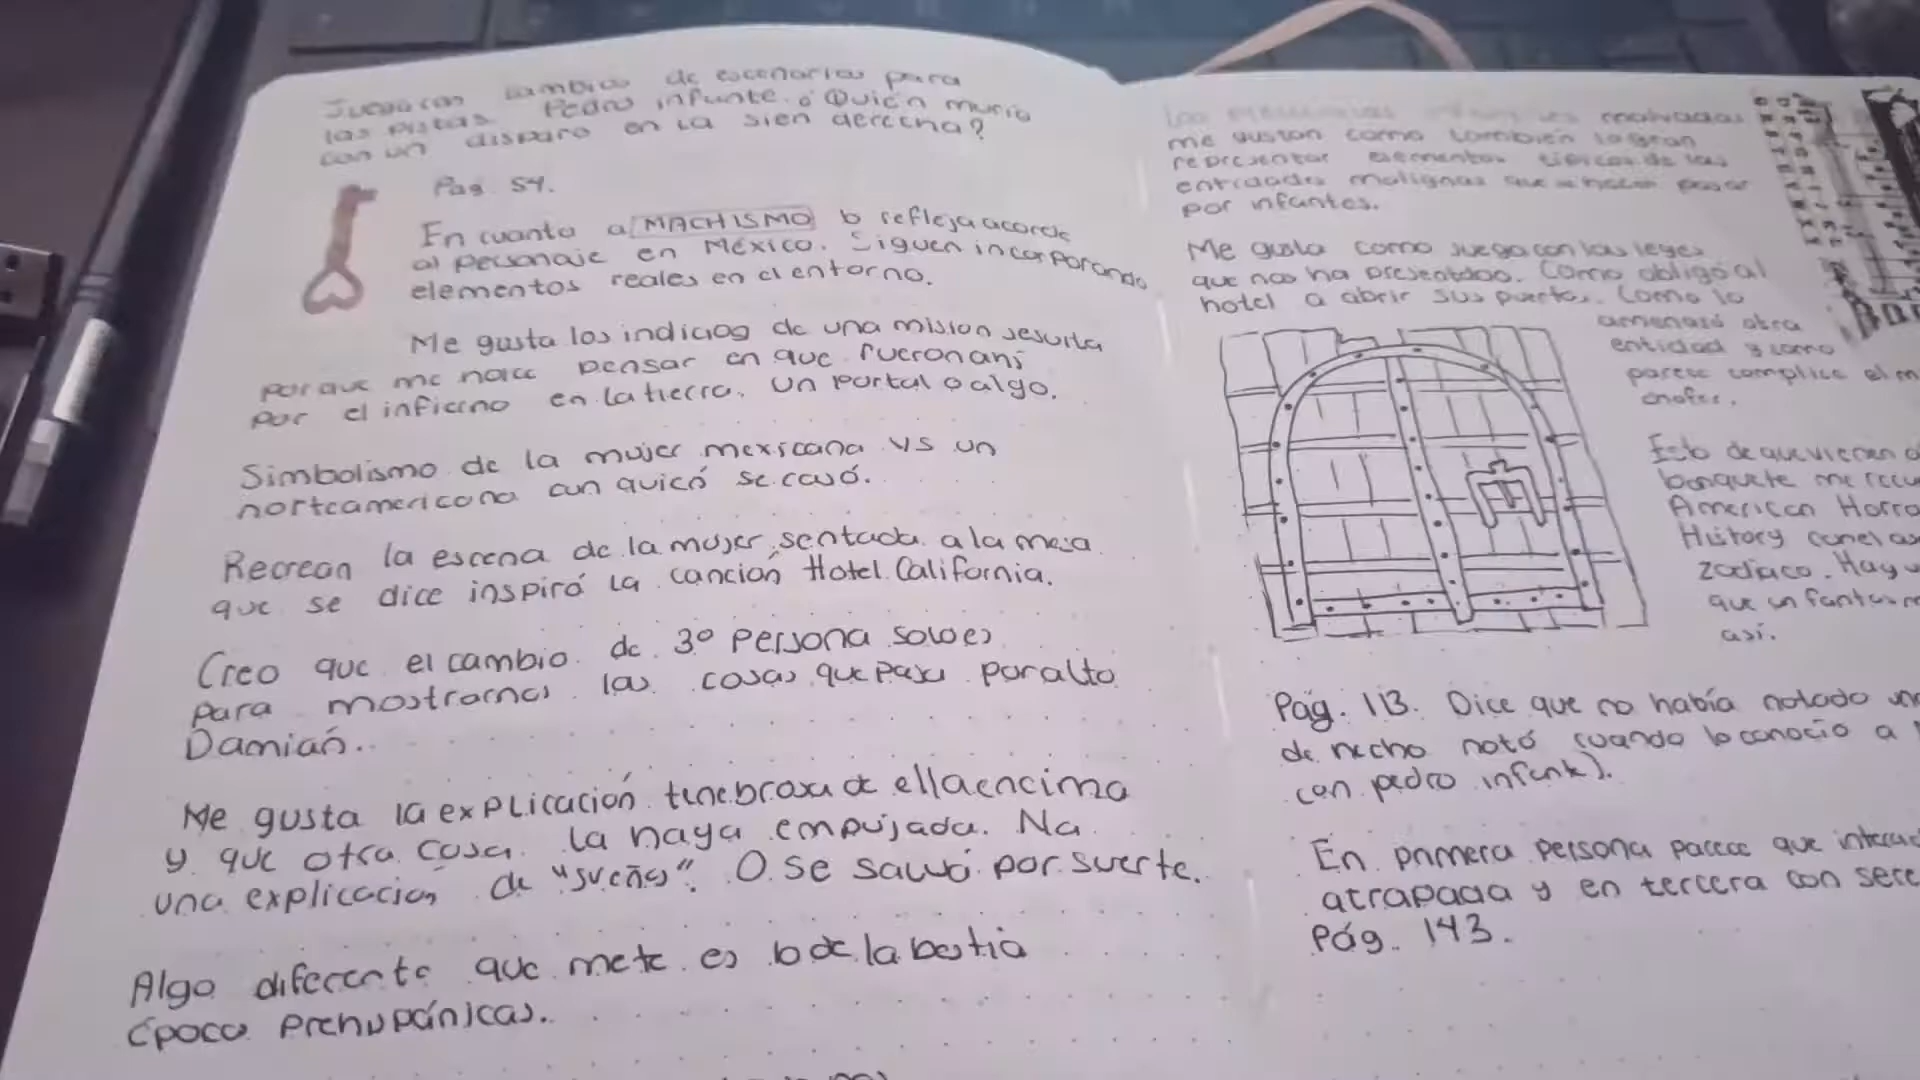 Juega con cambios de escenarios para
las pistas. Pedro infante. ¿Quién murió
con un disparo en la sien derecha?
Pag. 54.
En cuanto a MACHISMO lo refleja acorde
al personaje en México. Siguen incorporando
elementos reales en el entorno.
Me gusta los indicios de una mision jesuita
porque me hace pensar en que fueron ahí
por el infierno en la tierra. Un portal o algo.
Simbolismo de la mujer mexicana VS un
norteamericano con quien se casó.
Recrean la escena de la mujer sentada a la mesa
que se dice inspiró la canción Hotel California.
Creo que el cambio de 3º persona solo es
para mostrarnos las cosas que pasa por alto
Damián.
Me gusta la explicación tenebrosa de ella encima
y que otra cosa la haya empujada. Na
una explicación de "sueños". O se salvó por suerte.
Algo diferente que mete es lo de la bestia
época prehispánicas.
malvadas
me gustan como también logran
representar elementos típicos de las
entidades malignas que se hacen pasar
por infantes.
Me gusta como juega con las leyes
que nos ha presentado. Como obligó al
hotel a abrir sus puertas. Como lo
amenazó otra
entidad y como
parece complice el
chofer.
Esto de que vienen
banquete me
American
History con el
zodiaco. Hay
que un
así.
Pág. 113. Dice que no había notado
de hecho notó cuando lo conoció a
con pedro infante).
En primera persona parece que
atrapada y en tercera con
Pág. 143.